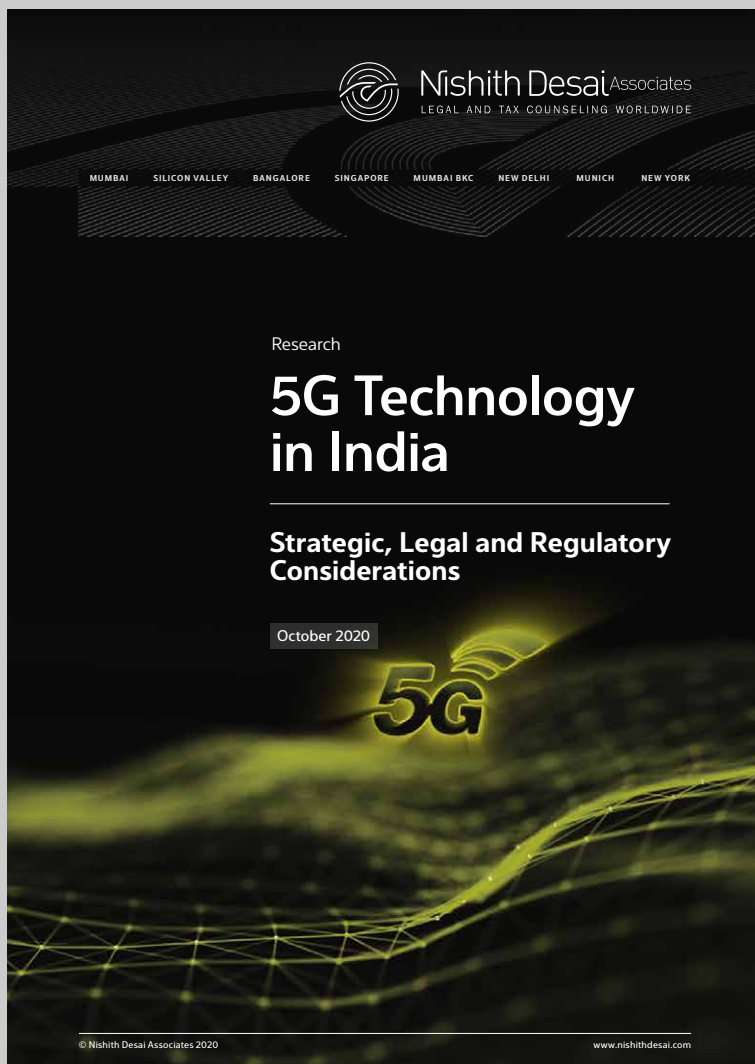 Nishith Desai Associates
LEGAL AND TAX COUNSELING WORLDWIDE
MUMBAI SILICON VALLEY BANGALORE SINGAPORE MUMBAI BKC NEW DELHI MUNICH NEW YORK
Research
5G Technology
in India
Strategic, Legal and Regulatory
Considerations
October 2020
5G
© Nishith Desai Associates 2020 www.nishithdesai.com